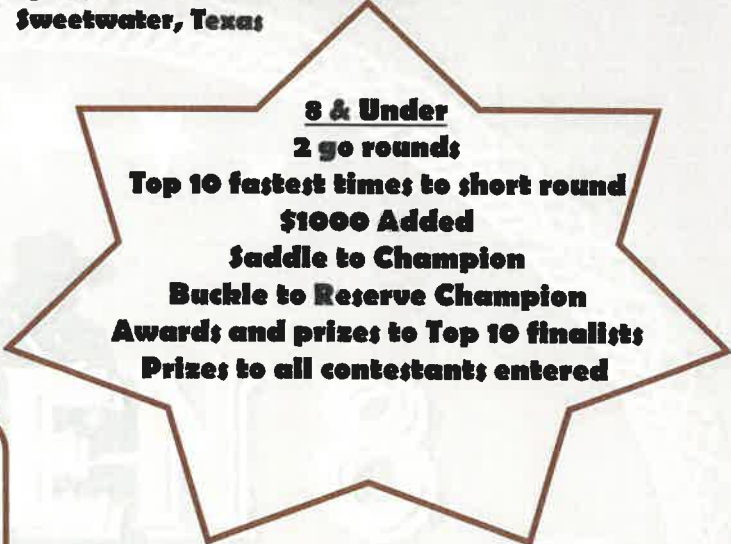 Sweetwater, Texas
8 & Under
2 go rounds
Top 10 fastest times to short round
$1000 Added
Saddle to Champion
Buckle to Reserve Champion
Awards and prizes to Top 10 finalists
Prizes to all contestants entered